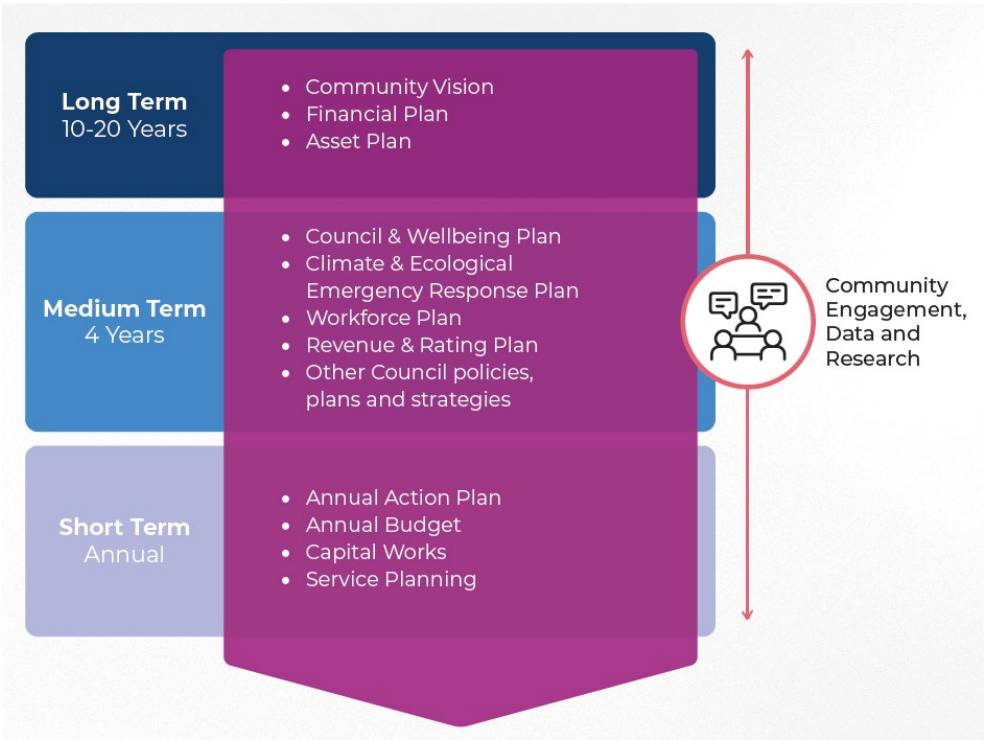 Long Term
10-20 Years
• Community Vision
• Financial Plan
• Asset Plan
Medium Term
4 Years
• Council & Wellbeing Plan
• Climate & Ecological
Emergency Response Plan
• Workforce Plan
• Revenue & Rating Plan
• Other Council policies,
plans and strategies
Community
Engagement,
Data and
Research
Short Term
Annual
• Annual Action Plan
• Annual Budget
• Capital Works
• Service Planning